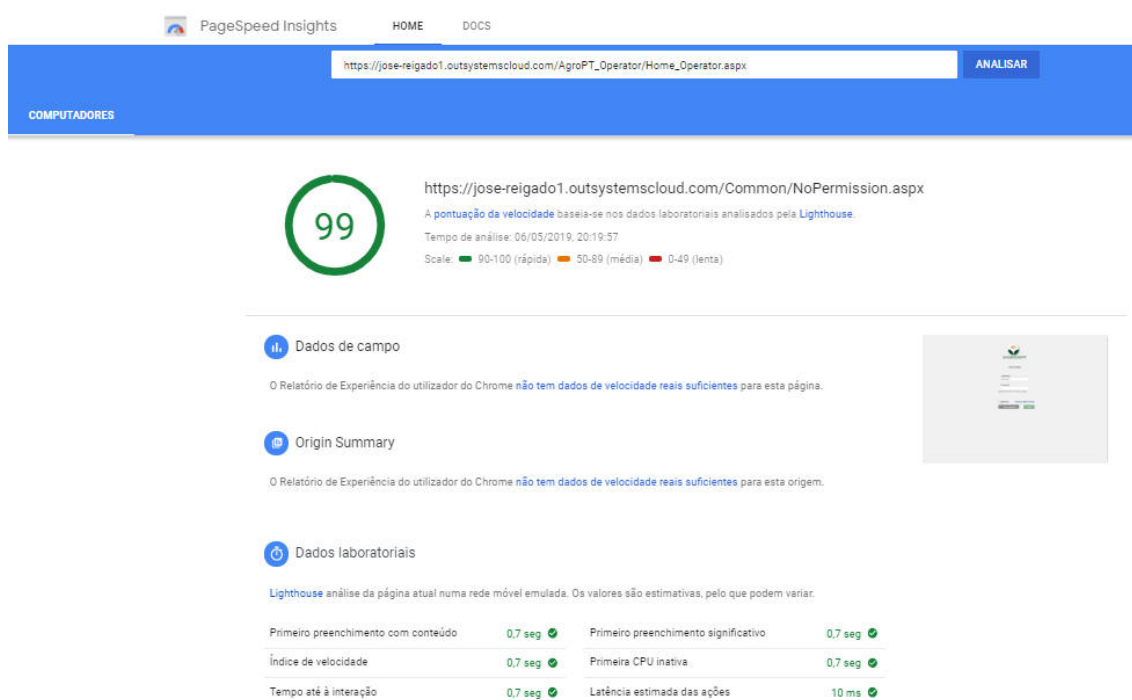 PageSpeed Insights HOME DOCS
https://jose-reigado1.outsystemscloud.com/AgroPT_Operator/Home_Operator.aspx ANALISAR
COMPUTADORES
99
https://jose-reigado1.outsystemscloud.com/Common/NoPermission.aspx
A pontuação da velocidade baseia-se nos dados laboratoriais analisados pela Lighthouse.
Tempo de análise: 06/05/2019, 20:19:57
Scale: 90-100 (rápida) 50-89 (média) 0-49 (lenta)
Dados de campo
O Relatório de Experiência do utilizador do Chrome não tem dados de velocidade reais suficientes para esta página.
Origin Summary
O Relatório de Experiência do utilizador do Chrome não tem dados de velocidade reais suficientes para esta origem.
Dados laboratoriais
Lighthouse análise da página atual numa rede móvel emulada. Os valores são estimativas, pelo que podem variar.
Primeiro preenchimento com conteúdo 0,7 seg Primeiro preenchimento significativo 0,7 seg
Índice de velocidade 0,7 seg Primeira CPU inativa 0,7 seg
Tempo até à interação 0,7 seg Latência estimada das ações 10 ms